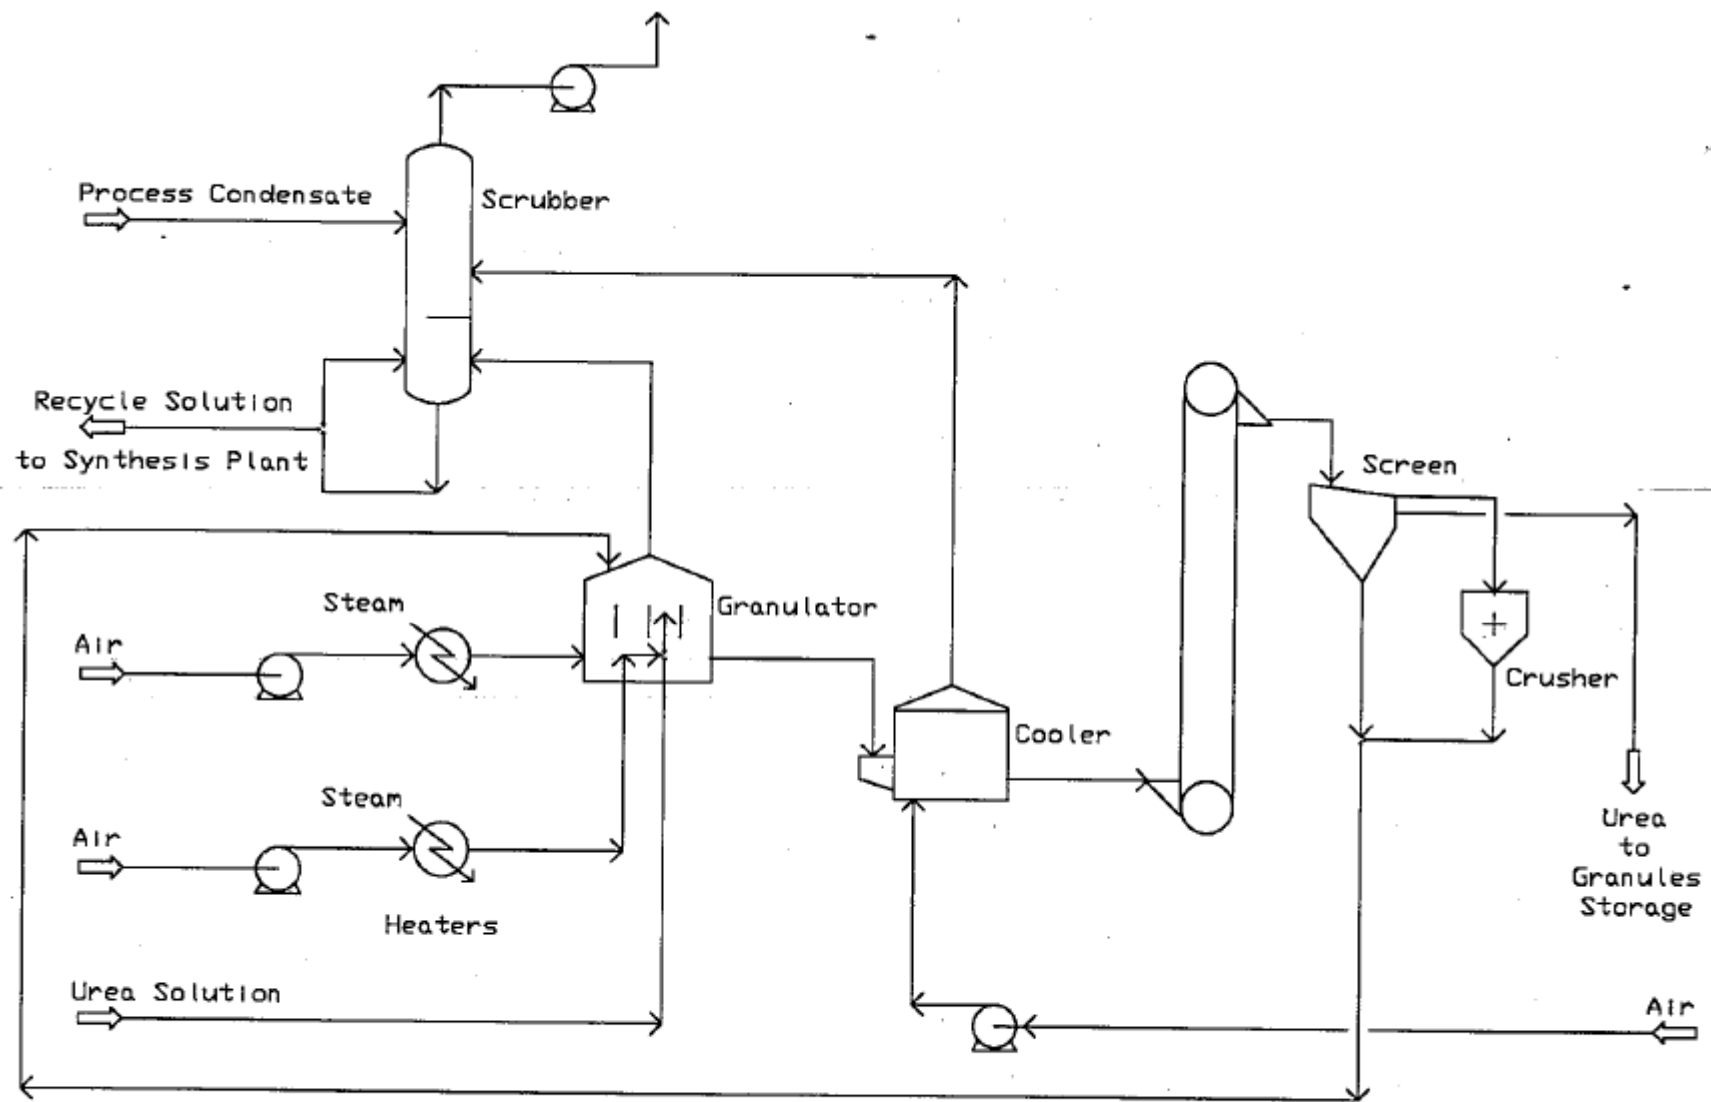 Process Condensate
Scrubber
Recycle Solution
to Synthesis Plant
Screen
Steam
Granulator
Air
Crusher
Cooler
Steam
Air
Urea
to
Granules
Storage
Heaters
Urea Solution
Air